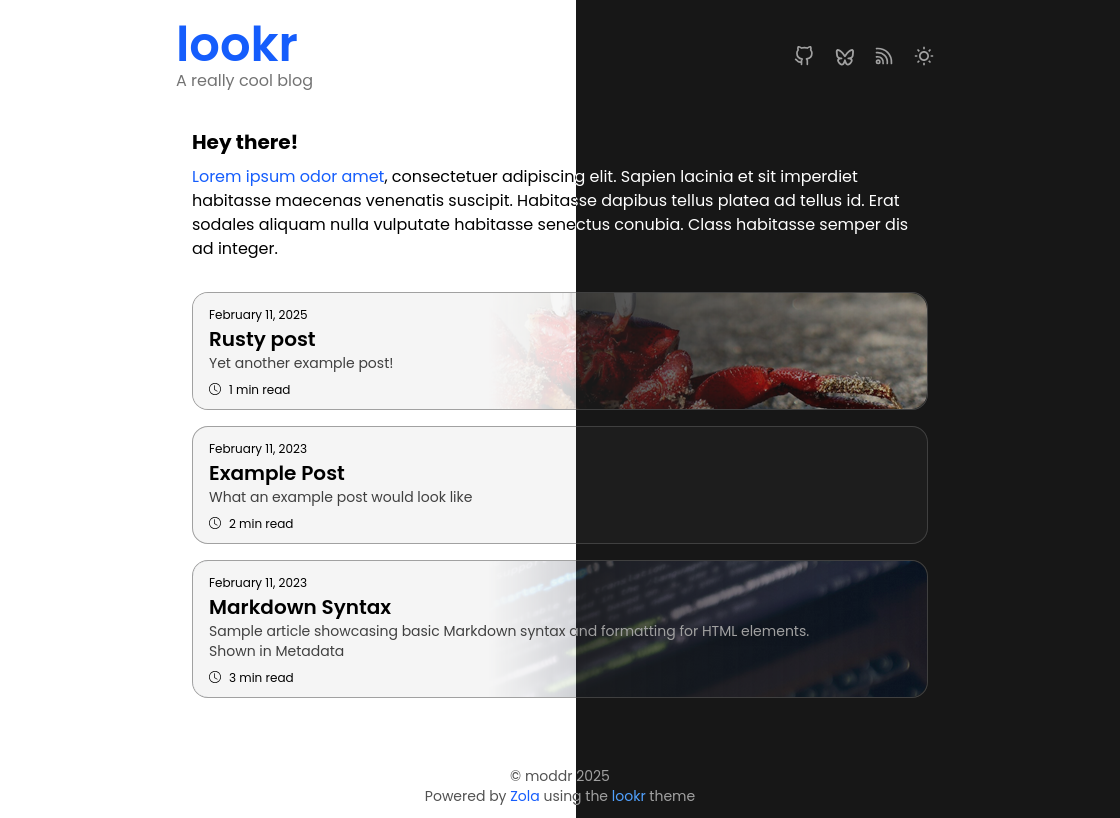 lookr
A really cool blog
Hey there!
Lorem ipsum odor amet, consectetuer adipiscing elit. Sapien lacinia et sit imperdiet
habitasse maecenas venenatis suscipit. Habitasse dapibus tellus platea ad tellus id. Erat
sodales aliquam nulla vulputate habitasse senectus conubia. Class habitasse semper dis
ad integer.
February 11, 2025
Rusty post
Yet another example post!
1 min read
February 11, 2023
Example Post
What an example post would look like
2 min read
February 11, 2023
Markdown Syntax
Sample article showcasing basic Markdown syntax and formatting for HTML elements.
Shown in Metadata
3 min read
© moddr 2025
Powered by Zola using the lookr theme